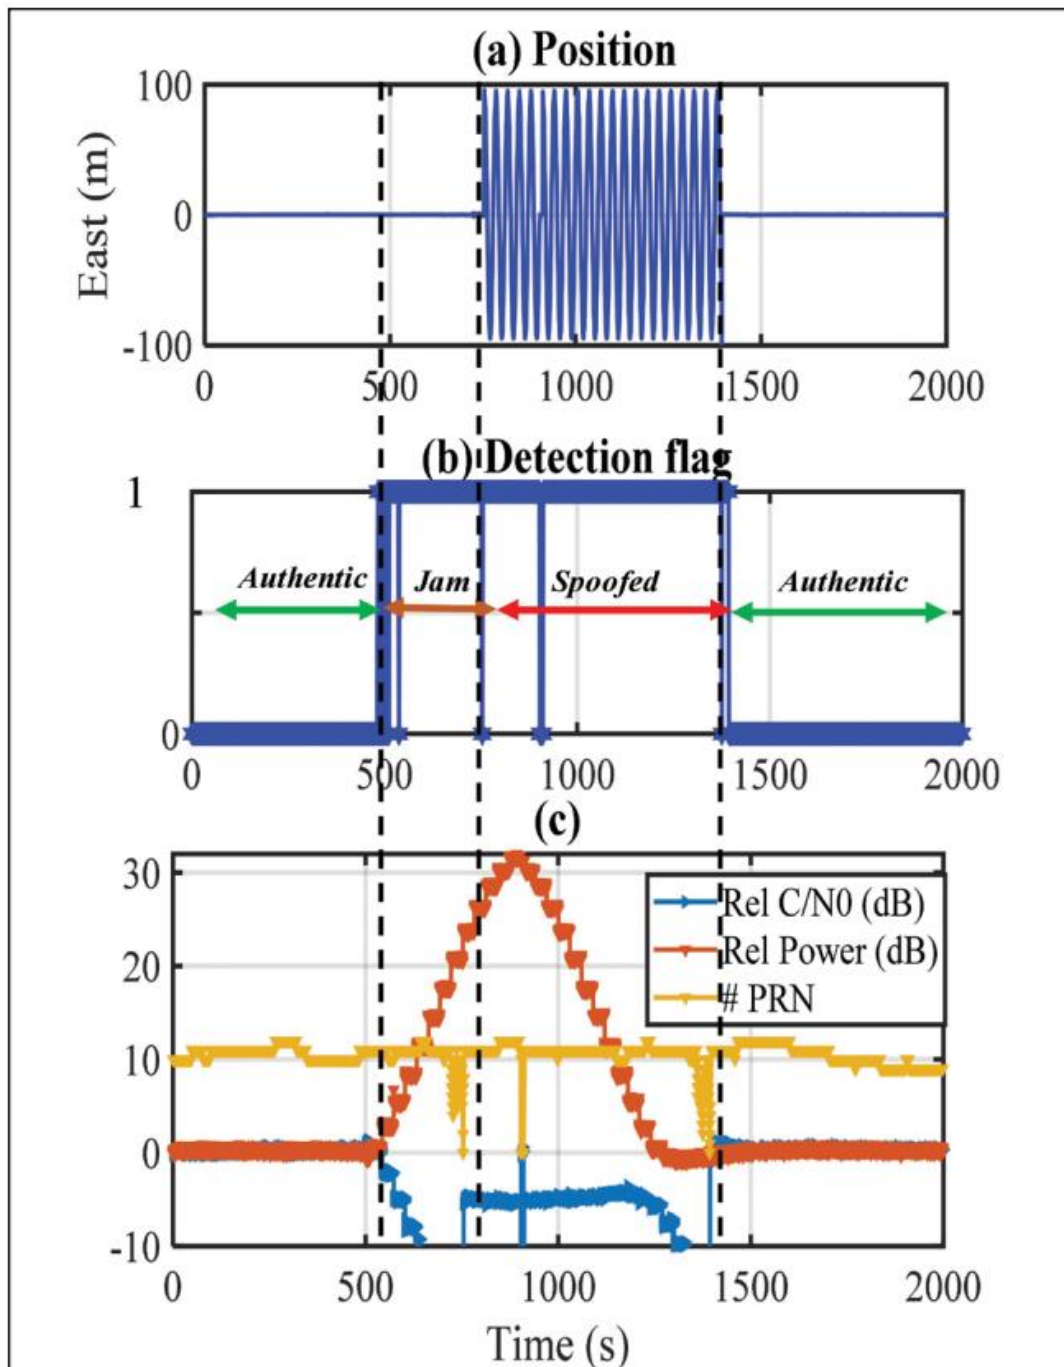 (a) Position
100
0
-100
East (m)
0 500 1000 1500 2000
(b) Detection flag
1
0
Authentic Jam Spoofed Authentic
0 500 1000 1500 2000
(c)
30
20
10
0
-10
Rel C/N0 (dB)
Rel Power (dB)
# PRN
0 500 1000 1500 2000
Time (s)